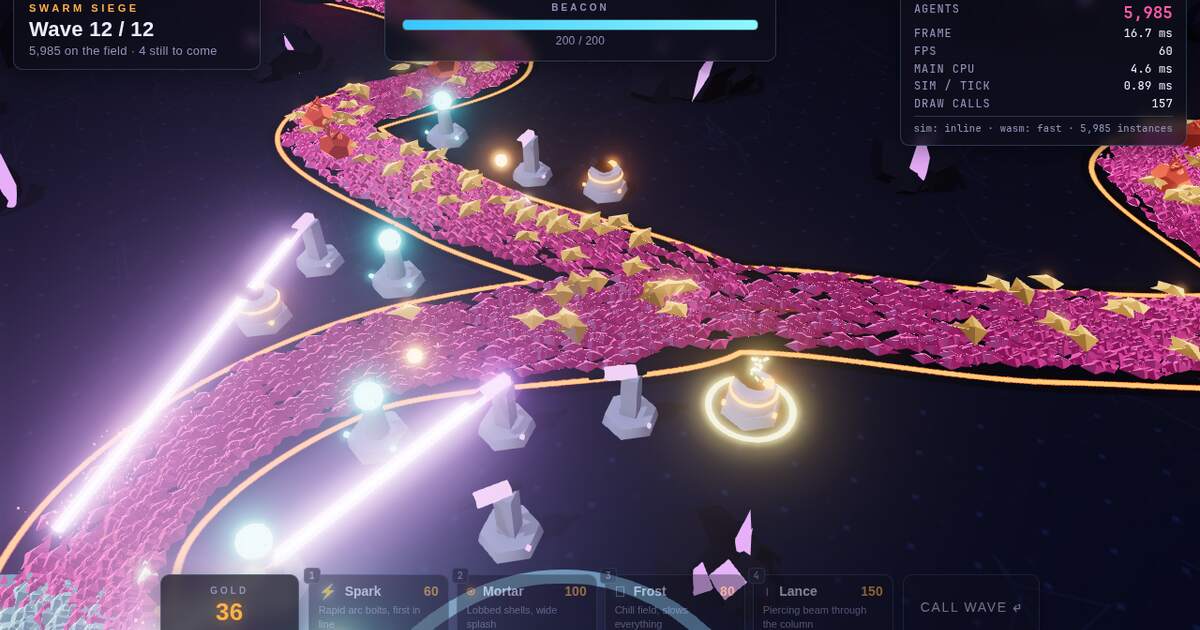 SWARM SIEGE
Wave 12 / 12
5,985 on the field · 4 still to come
BEACON
200 / 200
AGENTS 5,985
FRAME 16.7 ms
FPS 60
MAIN CPU 4.6 ms
SIM / TICK 0.89 ms
DRAW CALLS 157
sim: inline · wasm: fast · 5,985 instances
GOLD
36
1
Spark 60
Rapid arc bolts, first in
line
2
Mortar 100
Lobbed shells, wide
splash
3
Frost 80
Chill field, slows
everything
4
Lance 150
Piercing beam through
the column
CALL WAVE ↵